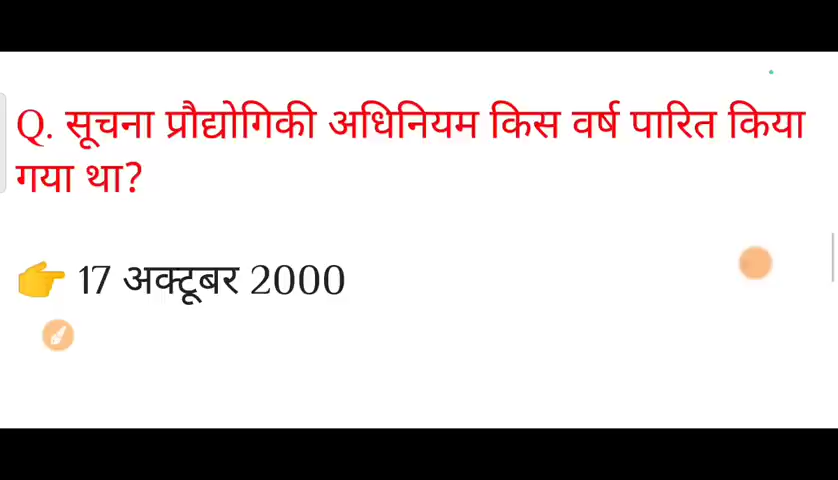 Q. सूचना प्रौद्योगिकी अधिनियम किस वर्ष पारित किया
गया था?
👉 17 अक्टूबर 2000